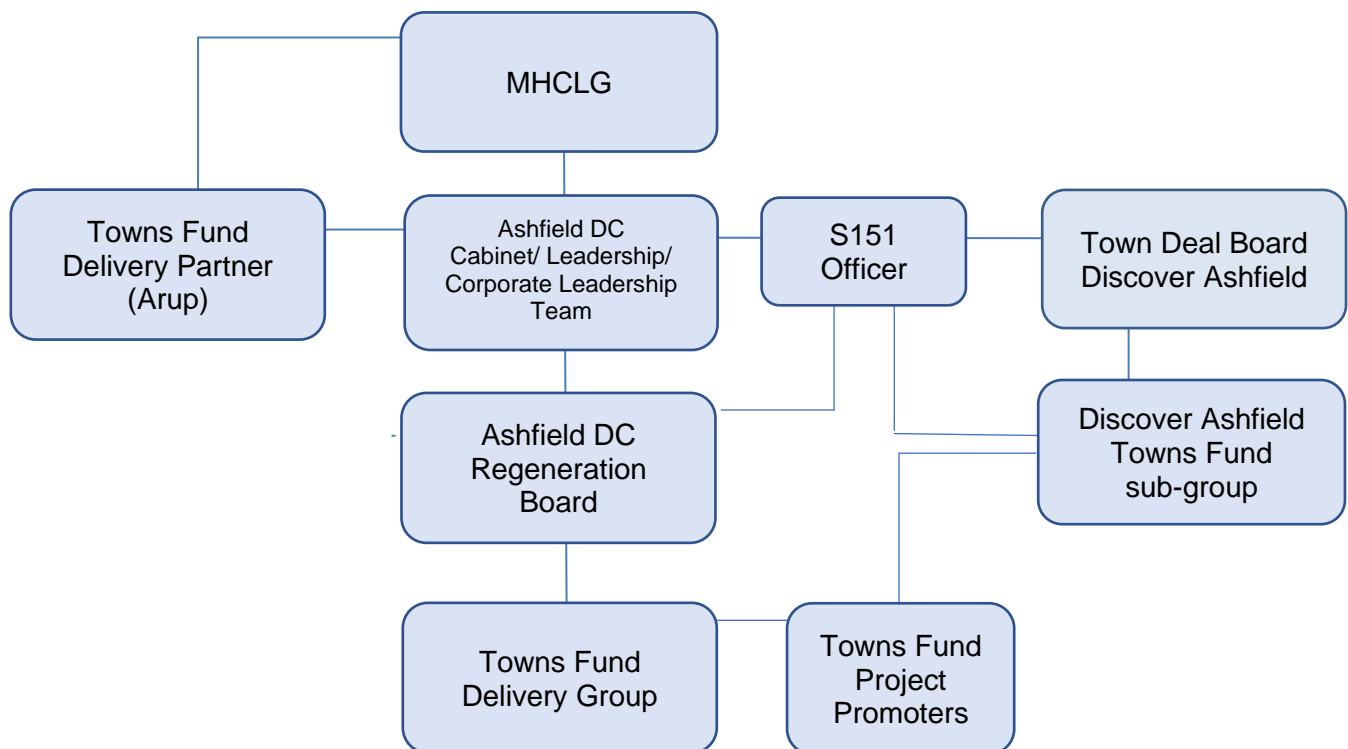 MHCLG
Towns Fund
Delivery Partner
(Arup)
Ashfield DC
Cabinet/ Leadership/
Corporate Leadership
Team
S151
Officer
Town Deal Board
Discover Ashfield
Ashfield DC
Regeneration
Board
Discover Ashfield
Towns Fund
sub-group
Towns Fund
Delivery Group
Towns Fund
Project
Promoters